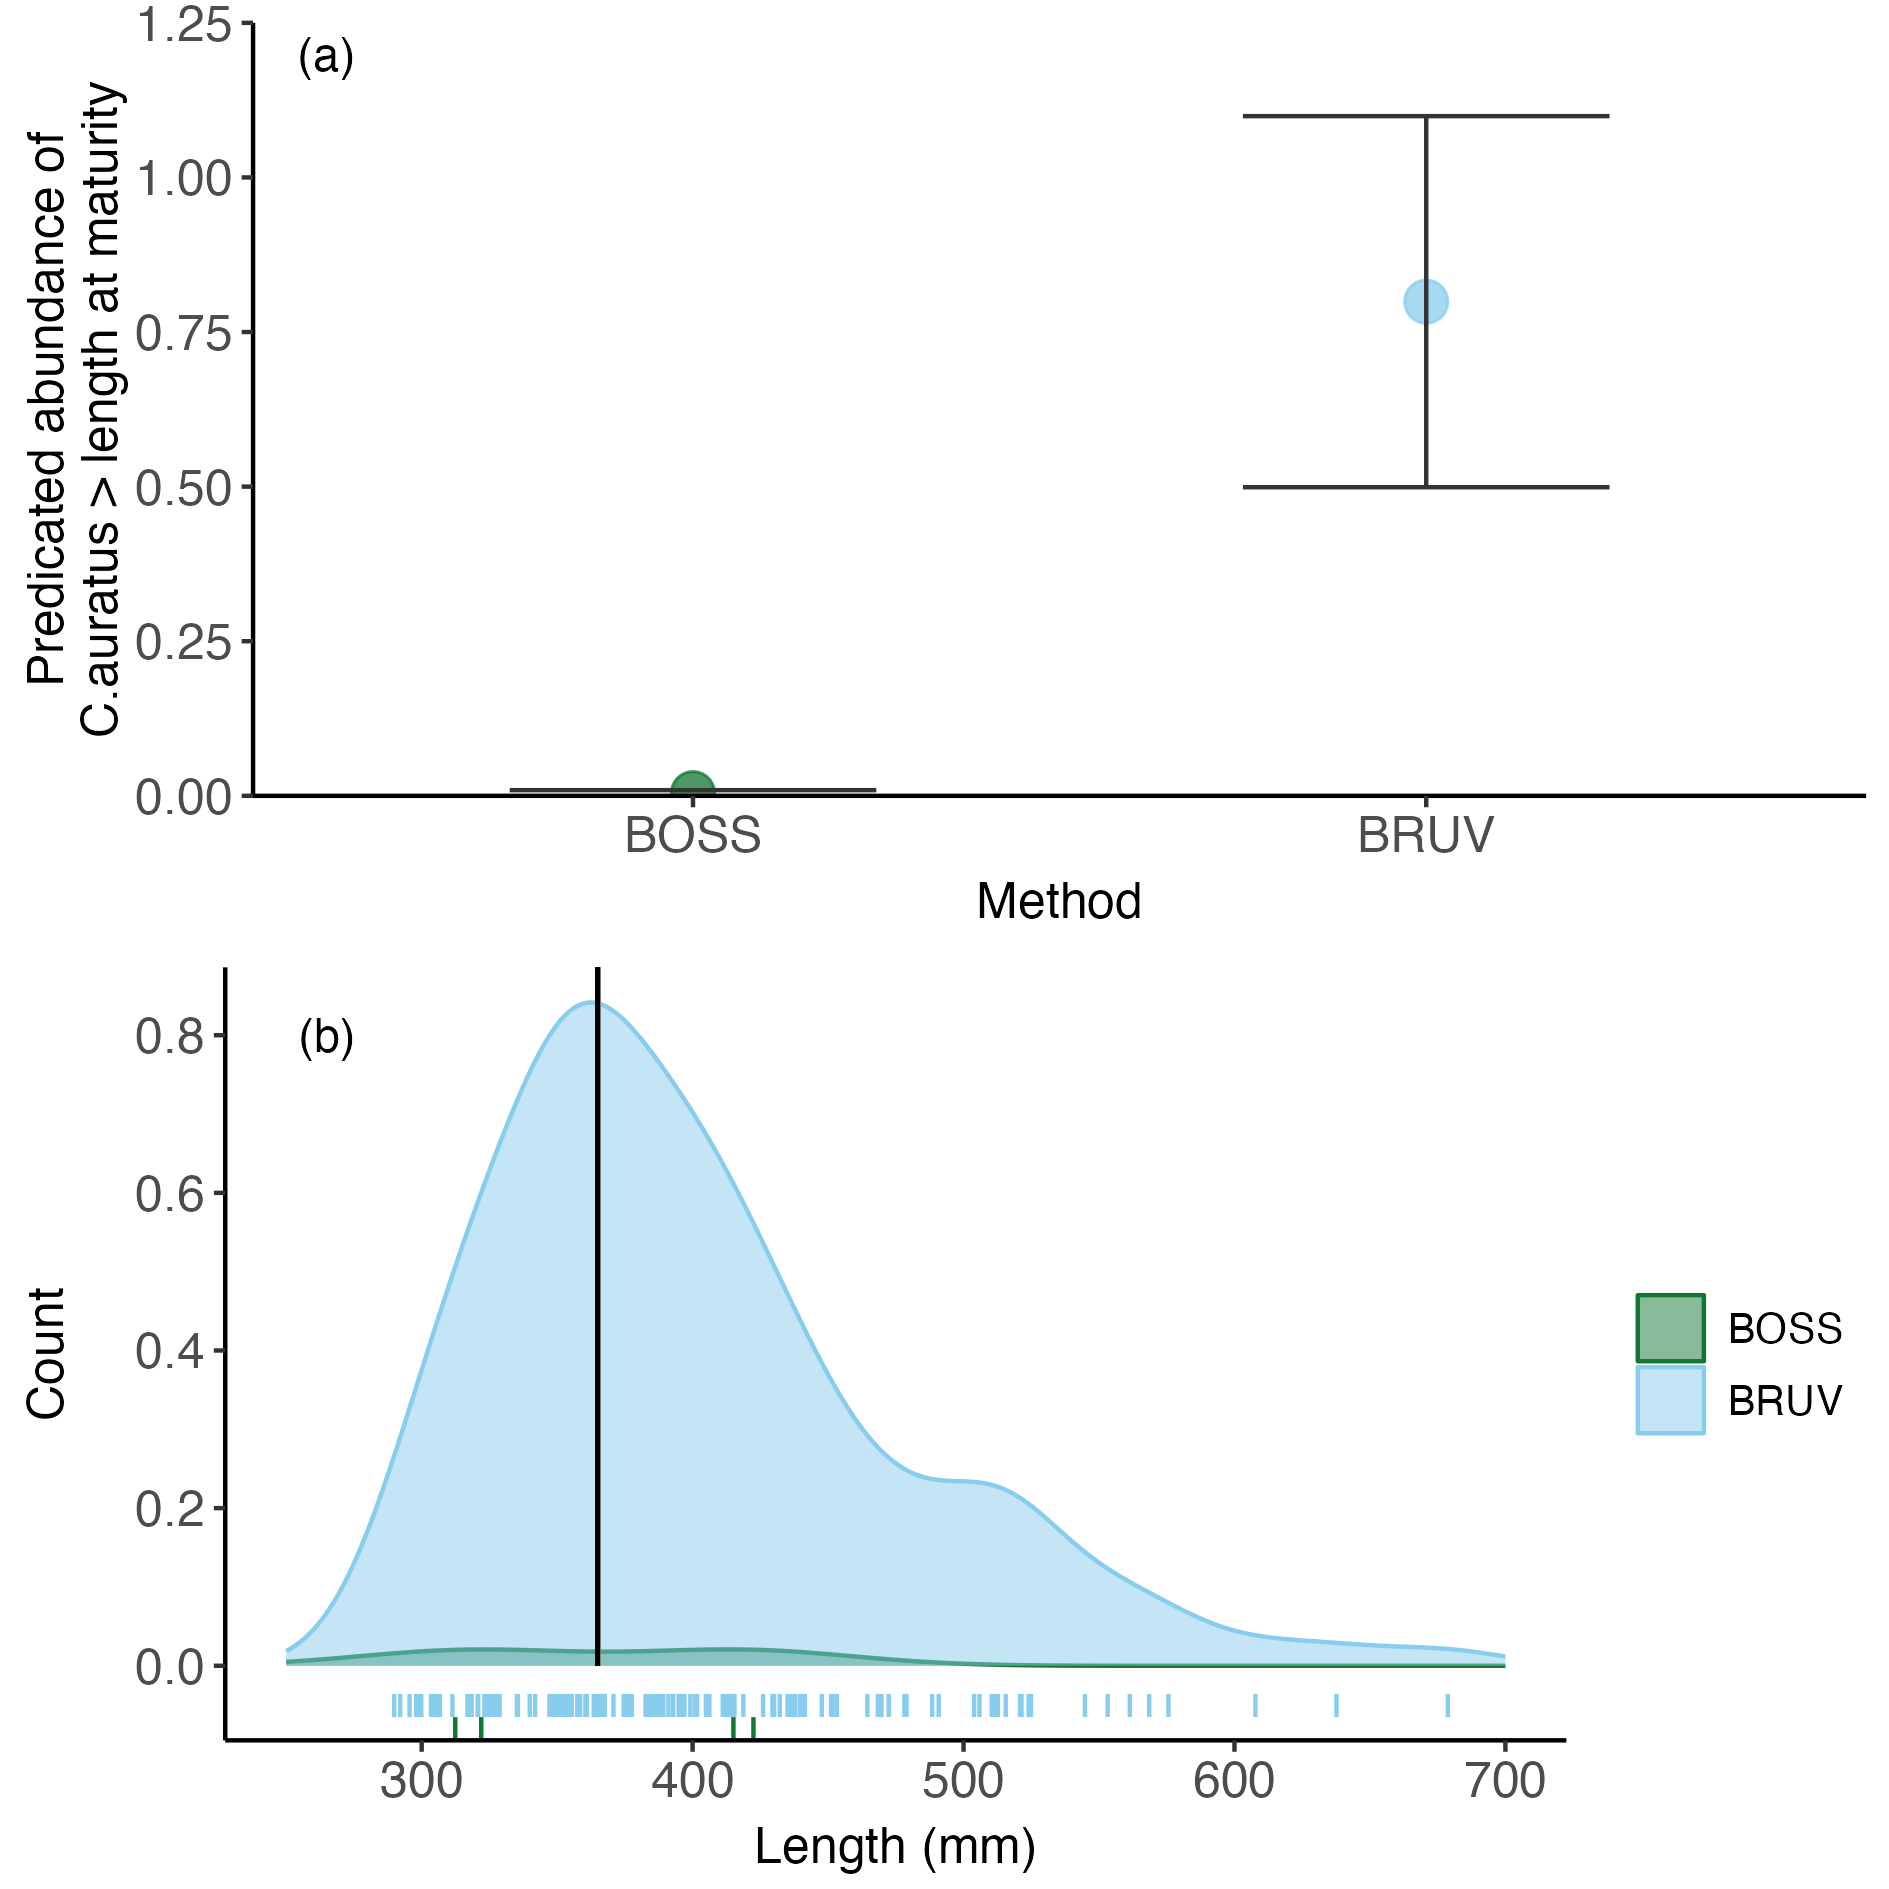 (a)
Predicated abundance of
C.auratus > length at maturity
1.25
1.00
0.75
0.50
0.25
0.00
BOSS BRUV
Method
(b)
Count
0.8
0.6
0.4
0.2
0.0
300 400 500 600 700
Length (mm)
BOSS
BRUV